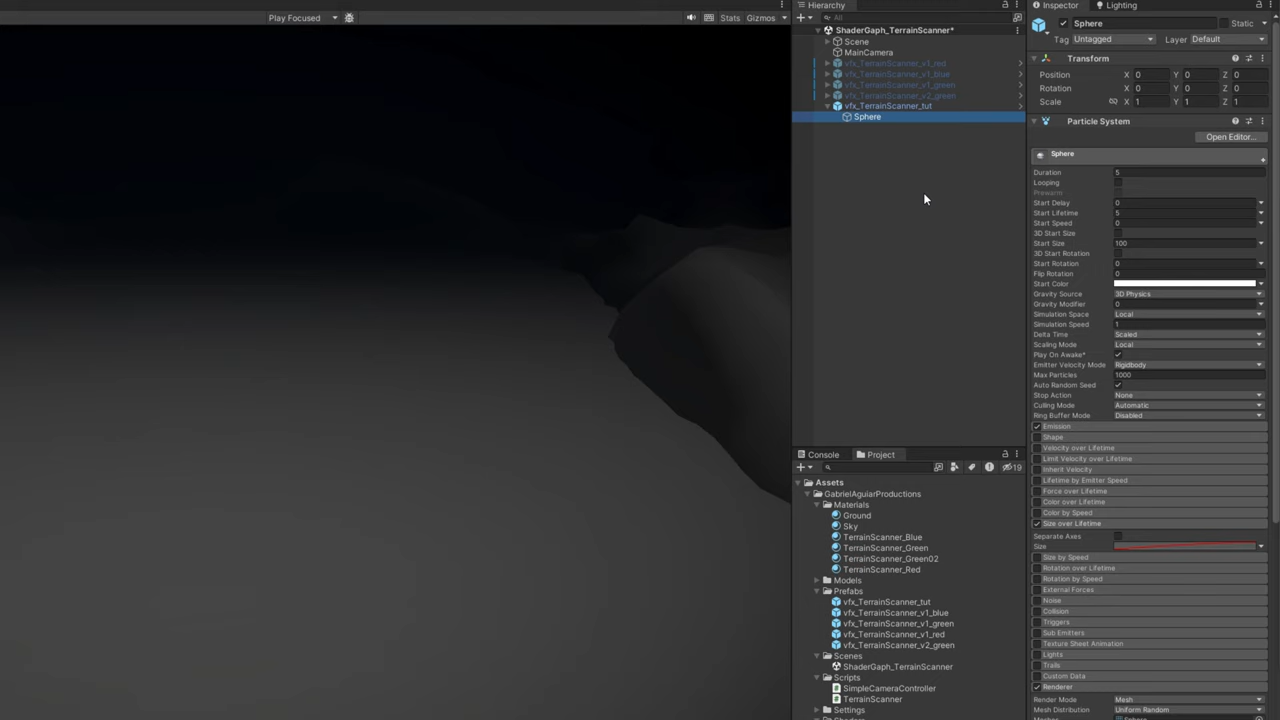 Play Focused
Stats
Gizmos
Hierarchy
All
ShaderGaph_TerrainScanner*
Scene
MainCamera
vfx_TerrainScanner_v1_red
vfx_TerrainScanner_v1_blue
vfx_TerrainScanner_v1_green
vfx_TerrainScanner_v2_green
vfx_TerrainScanner_tut
Sphere
Console
Project
19
Assets
GabrielAguiarProductions
Materials
Ground
Sky
TerrainScanner_Blue
TerrainScanner_Green
TerrainScanner_Green02
TerrainScanner_Red
Models
Prefabs
vfx_TerrainScanner_tut
vfx_TerrainScanner_v1_blue
vfx_TerrainScanner_v1_green
vfx_TerrainScanner_v1_red
vfx_TerrainScanner_v2_green
Scenes
ShaderGaph_TerrainScanner
Scripts
SimpleCameraController
TerrainScanner
Settings
Inspector
Lighting
Sphere
Static
Tag Untagged Layer Default
Transform
Position X 0 Y 0 Z 0
Rotation X 0 Y 0 Z 0
Scale X 1 Y 1 Z 1
Particle System
Open Editor...
Sphere
Duration 5
Looping
Prewarm
Start Delay 0
Start Lifetime 5
Start Speed 0
3D Start Size
Start Size 100
3D Start Rotation
Start Rotation 0
Flip Rotation 0
Start Color
Gravity Source 3D Physics
Gravity Modifier 0
Simulation Space Local
Simulation Speed 1
Delta Time Scaled
Scaling Mode Local
Play On Awake*
Emitter Velocity Mode Rigidbody
Max Particles 1000
Auto Random Seed
Stop Action None
Culling Mode Automatic
Ring Buffer Mode Disabled
Emission
Shape
Velocity over Lifetime
Limit Velocity over Lifetime
Inherit Velocity
Lifetime by Emitter Speed
Force over Lifetime
Color over Lifetime
Color by Speed
Size over Lifetime
Separate Axes
Size
Size by Speed
Rotation over Lifetime
Rotation by Speed
External Forces
Noise
Collision
Triggers
Sub Emitters
Texture Sheet Animation
Lights
Trails
Custom Data
Renderer
Render Mode Mesh
Mesh Distribution Uniform Random